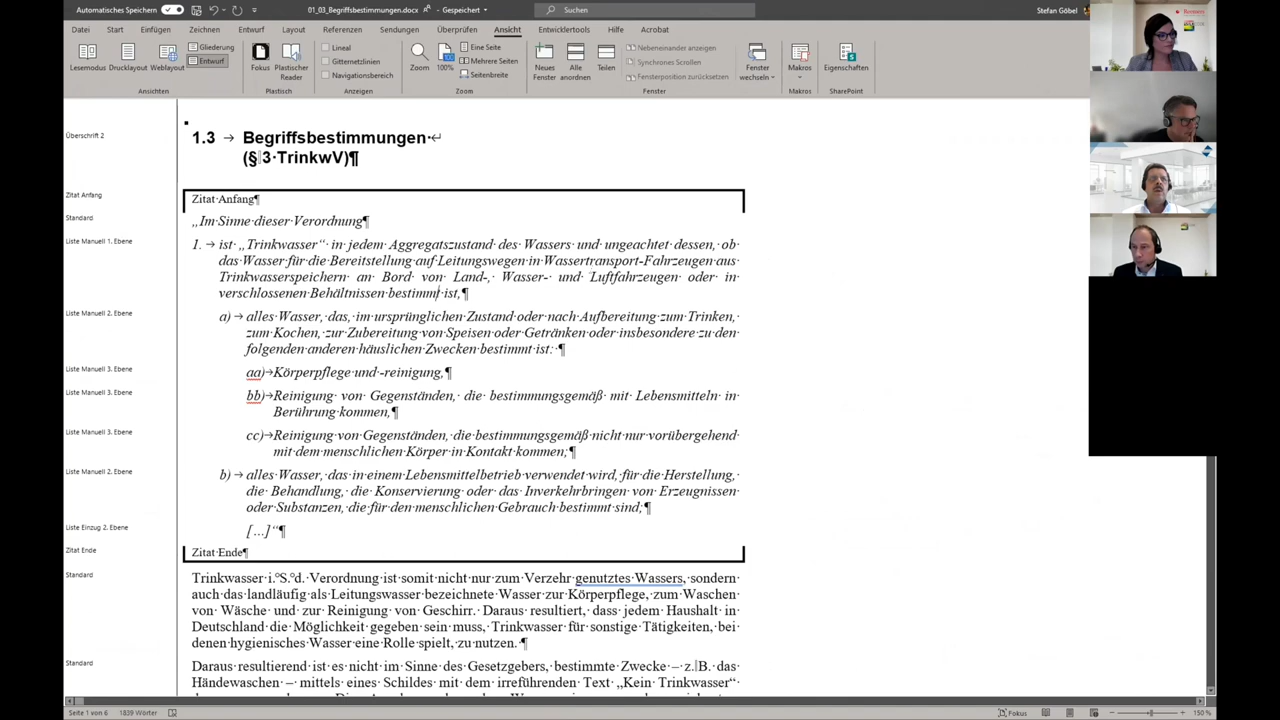 Automatisches Speichern
01_03_Begriffsbestimmungen.docx
• Gespeichert
Suchen
Stefan Göbel
Datei Start Einfügen Zeichnen Entwurf Layout Referenzen Sendungen Überprüfen Ansicht Entwicklertools Hilfe Acrobat
Lesemodus
Drucklayout
Weblayout
Gliederung
Entwurf
Ansichten
Fokus
Plastischer Reader
Plastisch
Lineal
Gitternetzlinien
Navigationsbereich
Anzeigen
Zoom
100%
Eine Seite
Mehrere Seiten
Seitenbreite
Zoom
Neues Fenster
Alle anordnen
Teilen
Nebeneinander anzeigen
Synchrones Scrollen
Fensterposition zurücksetzen
Fenster wechseln
Fenster
Makros
Makros
Eigenschaften
SharePoint
Überschrift 2
1.3 → Begriffsbestimmungen·↵
(§ 3·TrinkwV)¶
Zitat Anfang
Zitat·Anfang¶
Standard
„Im·Sinne·dieser·Verordnung¶
Liste Manuell 1. Ebene
1. → ist· „Trinkwasser“· in· jedem· Aggregatszustand· des· Wassers· und· ungeachtet· dessen,· ob·
das·Wasser·für·die·Bereitstellung·auf·Leitungswegen·in·Wassertransport-Fahrzeugen·aus·
Trinkwasserspeichern· an· Bord· von· Land-,· Wasser-· und· Luftfahrzeugen· oder· in·
verschlossenen·Behältnissen·bestimmt·ist,¶
Liste Manuell 2. Ebene
a) → alles·Wasser,·das,·im·ursprünglichen·Zustand·oder·nach·Aufbereitung·zum·Trinken,·
zum·Kochen,·zur·Zubereitung·von·Speisen·oder·Getränken·oder·insbesondere·zu·den·
folgenden·anderen·häuslichen·Zwecken·bestimmt·ist:·¶
Liste Manuell 3. Ebene
aa)→Körperpflege·und·-reinigung,¶
Liste Manuell 3. Ebene
bb)→Reinigung· von· Gegenständen,· die· bestimmungsgemäß· mit· Lebensmitteln· in·
Berührung·kommen,¶
Liste Manuell 3. Ebene
cc)→Reinigung·von·Gegenständen,·die·bestimmungsgemäß·nicht·nur·vorübergehend·
mit·dem·menschlichen·Körper·in·Kontakt·kommen;¶
Liste Manuell 2. Ebene
b) → alles·Wasser,·das·in·einem·Lebensmittelbetrieb·verwendet·wird,·für·die·Herstellung,·
die·Behandlung,·die·Konservierung·oder·das·Inverkehrbringen·von·Erzeugnissen·
oder·Substanzen,·die·für·den·menschlichen·Gebrauch·bestimmt·sind;¶
Liste Einzug 2. Ebene
[…]“¶
Zitat Ende
Zitat·Ende¶
Standard
Trinkwasser·i.°S.°d.·Verordnung·ist·somit·nicht·nur·zum·Verzehr·genutztes·Wassers,·sondern·
auch·das·landläufig·als·Leitungswasser·bezeichnete·Wasser·zur·Körperpflege,·zum·Waschen·
von·Wäsche·und·zur·Reinigung·von·Geschirr.·Daraus·resultiert,·dass·jedem·Haushalt·in·
Deutschland·die·Möglichkeit·gegeben·sein·muss,·Trinkwasser·für·sonstige·Tätigkeiten,·bei·
denen·hygienisches·Wasser·eine·Rolle·spielt,·zu·nutzen.·¶
Standard
Daraus·resultierend·ist·es·nicht·im·Sinne·des·Gesetzgebers,·bestimmte·Zwecke·–·z. B.·das·
Händewaschen·–·mittels·eines·Schildes·mit·dem·irreführenden·Text·„Kein·Trinkwasser“·
Seite 1 von 6
1839 Wörter
Fokus
150 %